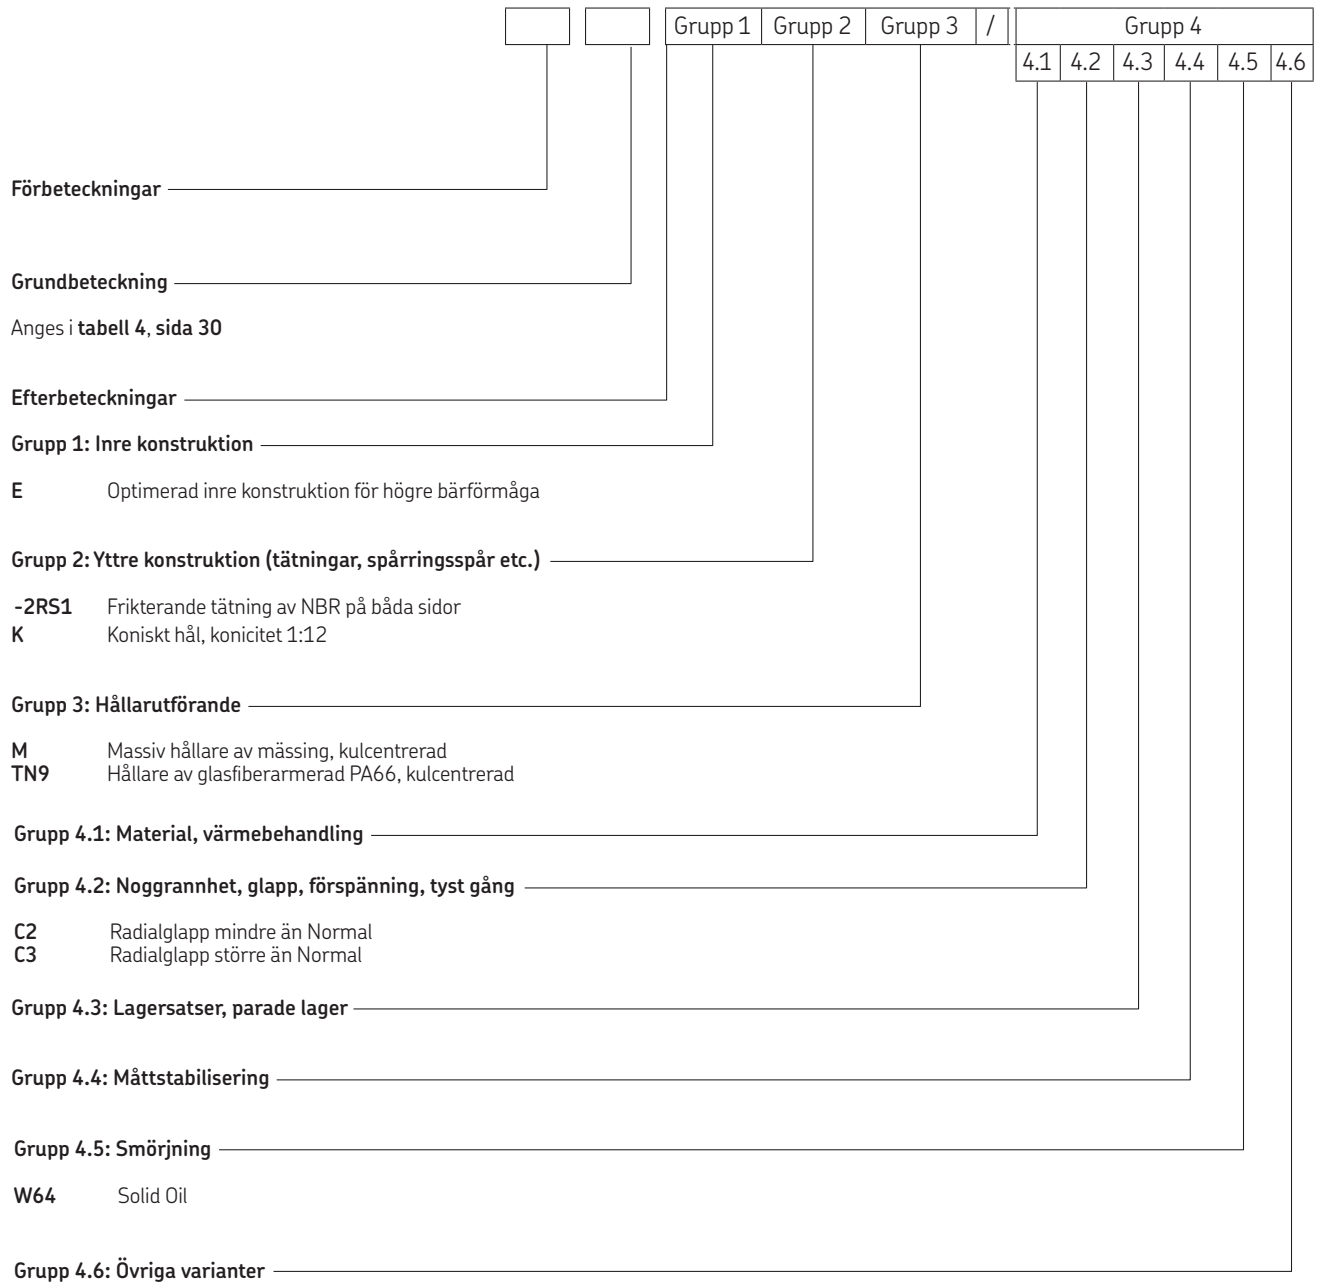 Grupp 1 Grupp 2 Grupp 3 / Grupp 4
4.1 4.2 4.3 4.4 4.5 4.6
Förbeteckningar
Grundbeteckning
Anges i tabell 4, sida 30
Efterbeteckningar
Grupp 1: Inre konstruktion
E Optimerad inre konstruktion för högre bärförmåga
Grupp 2: Yttre konstruktion (tätningar, spårringsspår etc.)
-2RS1 Frikterande tätning av NBR på båda sidor
K Koniskt hål, konicitet 1:12
Grupp 3: Hållarutförande
M Massiv hållare av mässing, kulcentrerad
TN9 Hållare av glasfiberarmerad PA66, kulcentrerad
Grupp 4.1: Material, värmebehandling
Grupp 4.2: Noggrannhet, glapp, förspänning, tyst gång
C2 Radialglapp mindre än Normal
C3 Radialglapp större än Normal
Grupp 4.3: Lagersatser, parade lager
Grupp 4.4: Måttstabilisering
Grupp 4.5: Smörjning
W64 Solid Oil
Grupp 4.6: Övriga varianter